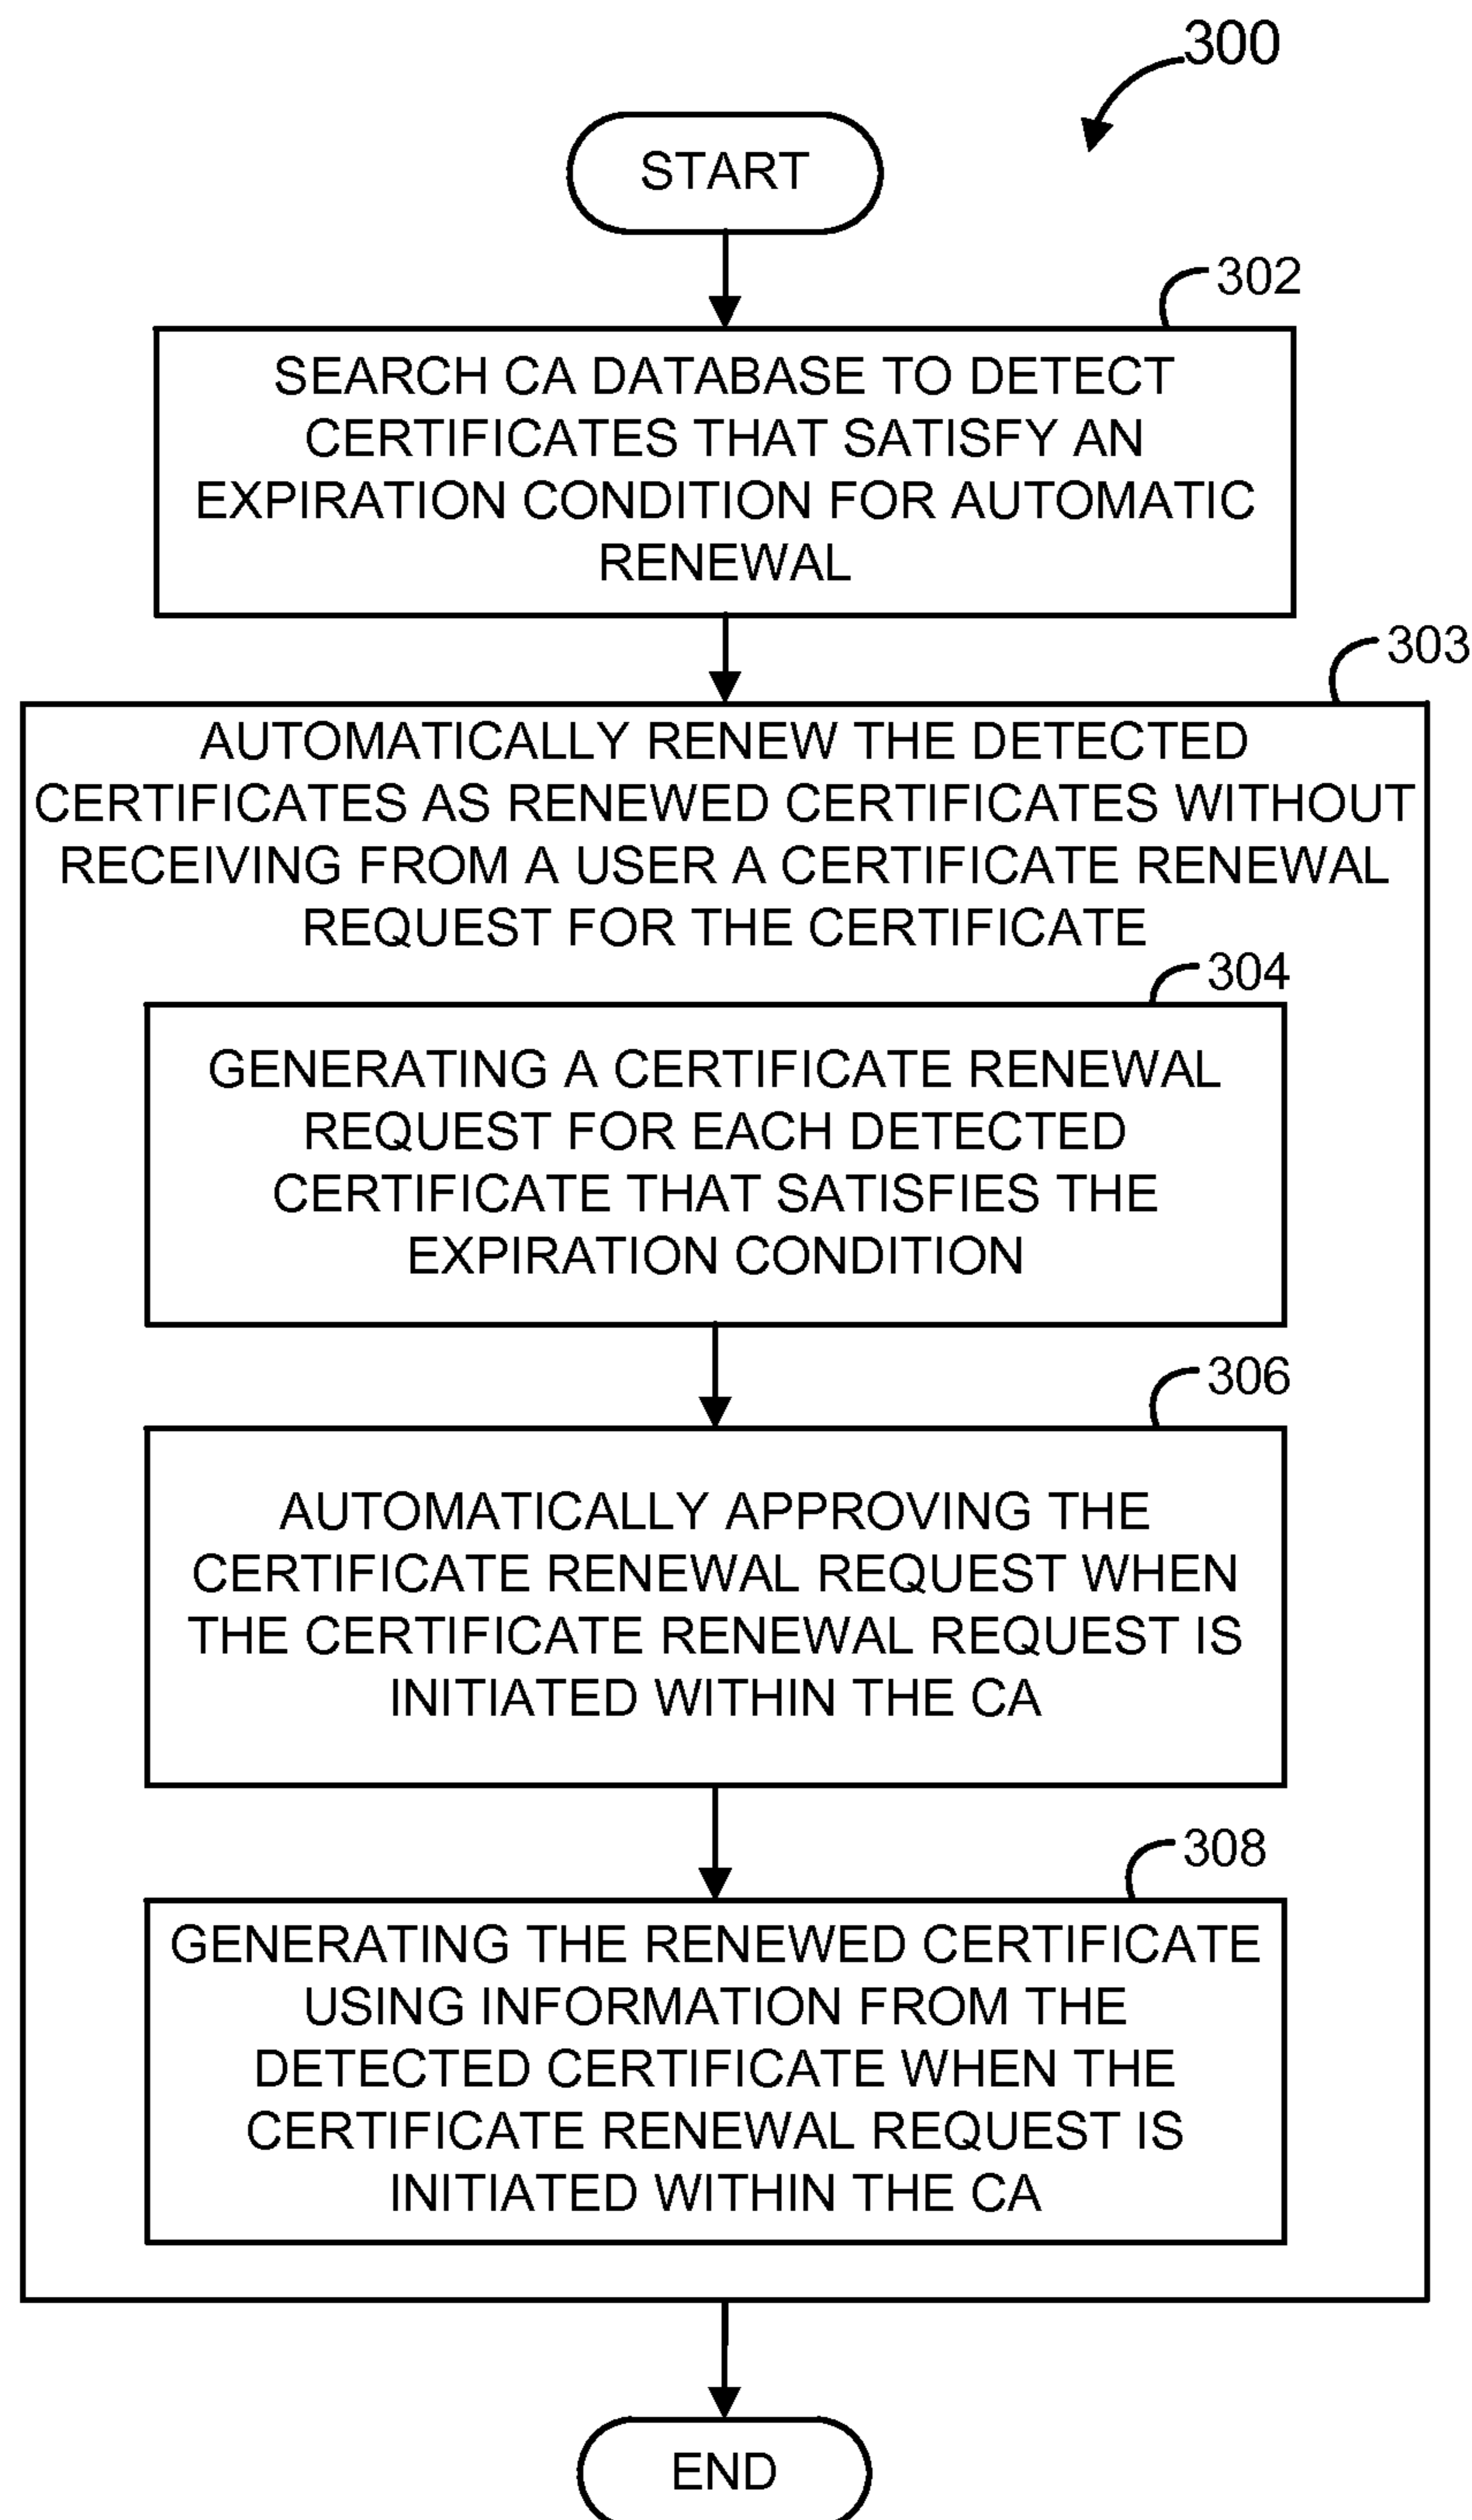 300
START
302
SEARCH CA DATABASE TO DETECT
CERTIFICATES THAT SATISFY AN
EXPIRATION CONDITION FOR AUTOMATIC
RENEWAL
303
AUTOMATICALLY RENEW THE DETECTED
CERTIFICATES AS RENEWED CERTIFICATES WITHOUT
RECEIVING FROM A USER A CERTIFICATE RENEWAL
REQUEST FOR THE CERTIFICATE
304
GENERATING A CERTIFICATE RENEWAL
REQUEST FOR EACH DETECTED
CERTIFICATE THAT SATISFIES THE
EXPIRATION CONDITION
306
AUTOMATICALLY APPROVING THE
CERTIFICATE RENEWAL REQUEST WHEN
THE CERTIFICATE RENEWAL REQUEST IS
INITIATED WITHIN THE CA
308
GENERATING THE RENEWED CERTIFICATE
USING INFORMATION FROM THE
DETECTED CERTIFICATE WHEN THE
CERTIFICATE RENEWAL REQUEST IS
INITIATED WITHIN THE CA
END